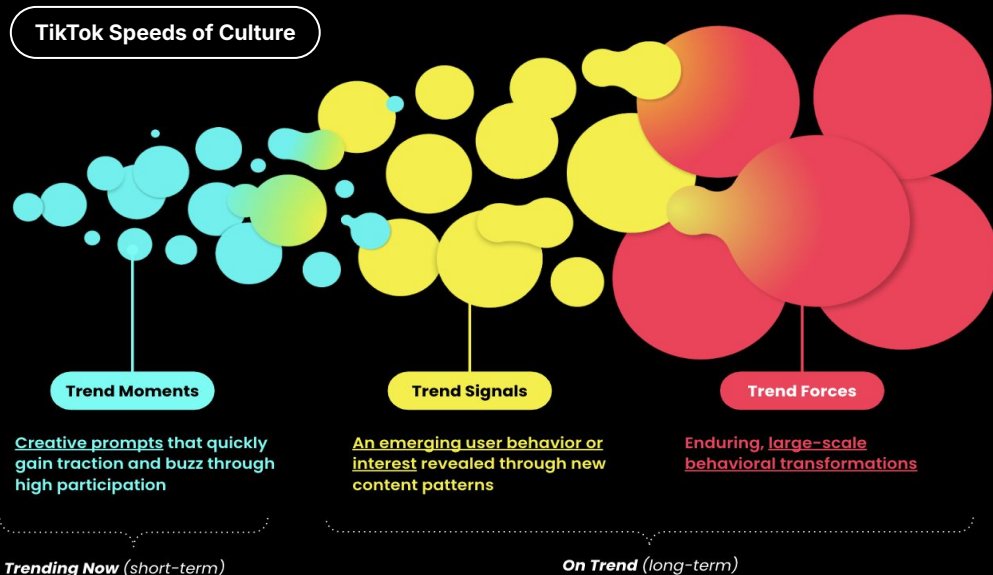 TikTok Speeds of Culture
Trend Moments
Creative prompts that quickly
gain traction and buzz through
high participation
Trend Signals
An emerging user behavior or
interest revealed through new
content patterns
Trend Forces
Enduring, large-scale
behavioral transformations
Trending Now (short-term)
On Trend (long-term)